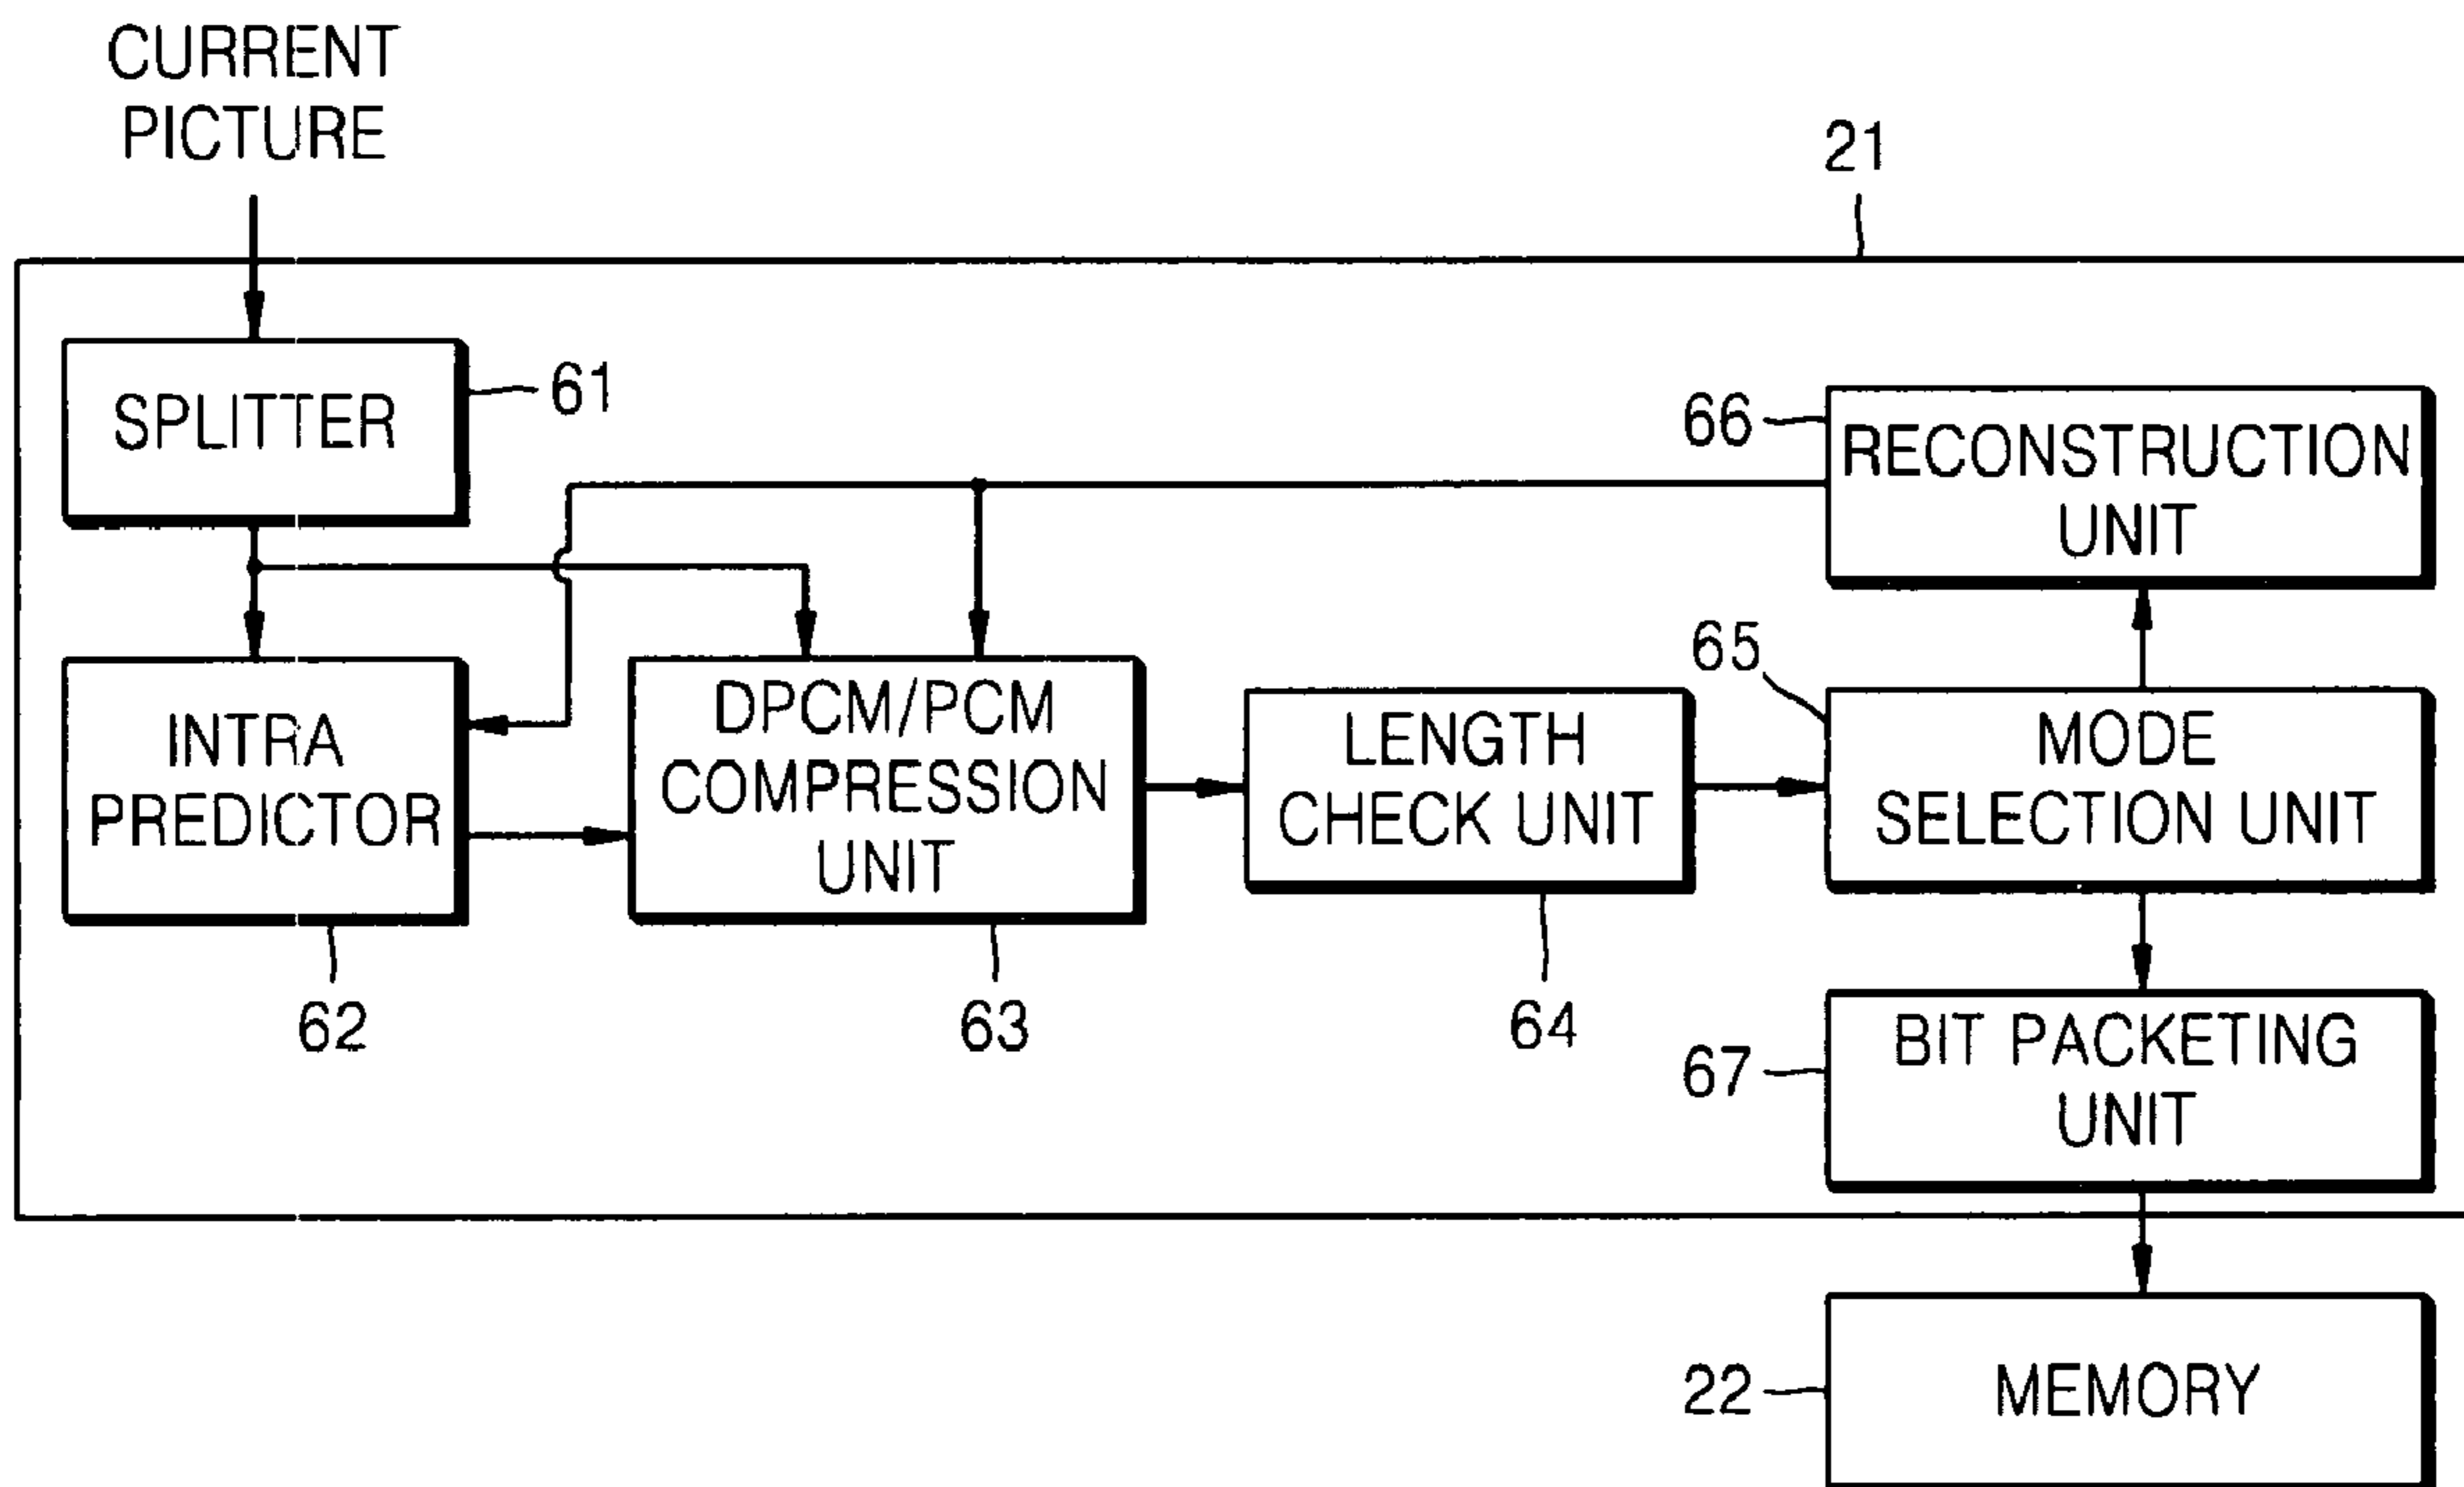 CURRENT
PICTURE
21
SPLITTER
61
66
RECONSTRUCTION
UNIT
65
INTRA
PREDICTOR
DPCM/PCM
COMPRESSION
UNIT
LENGTH
CHECK UNIT
MODE
SELECTION UNIT
62
63
64
67
BIT PACKETING
UNIT
22
MEMORY